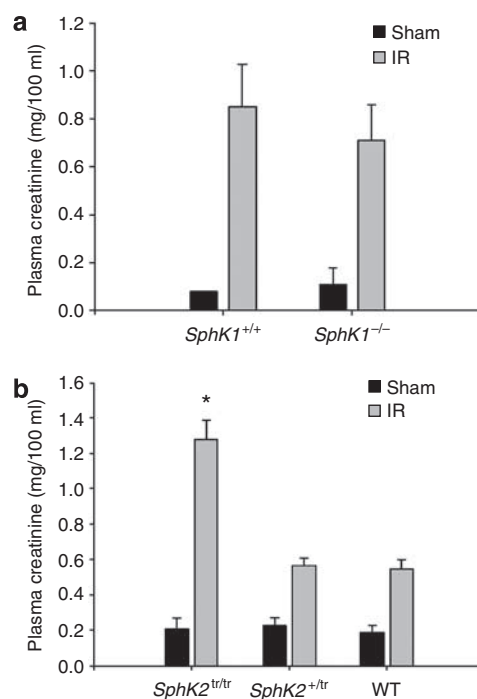 a
1.2
1.0
0.8
0.6
0.4
0.2
0.0
Plasma creatinine (mg/100 ml)
Sham
IR
SphK1+/+ SphK1−/−
b
1.6
1.4
1.2
1.0
0.8
0.6
0.4
0.2
0.0
Plasma creatinine (mg/100 ml)
Sham
IR
*
SphK2tr/tr SphK2+/tr WT